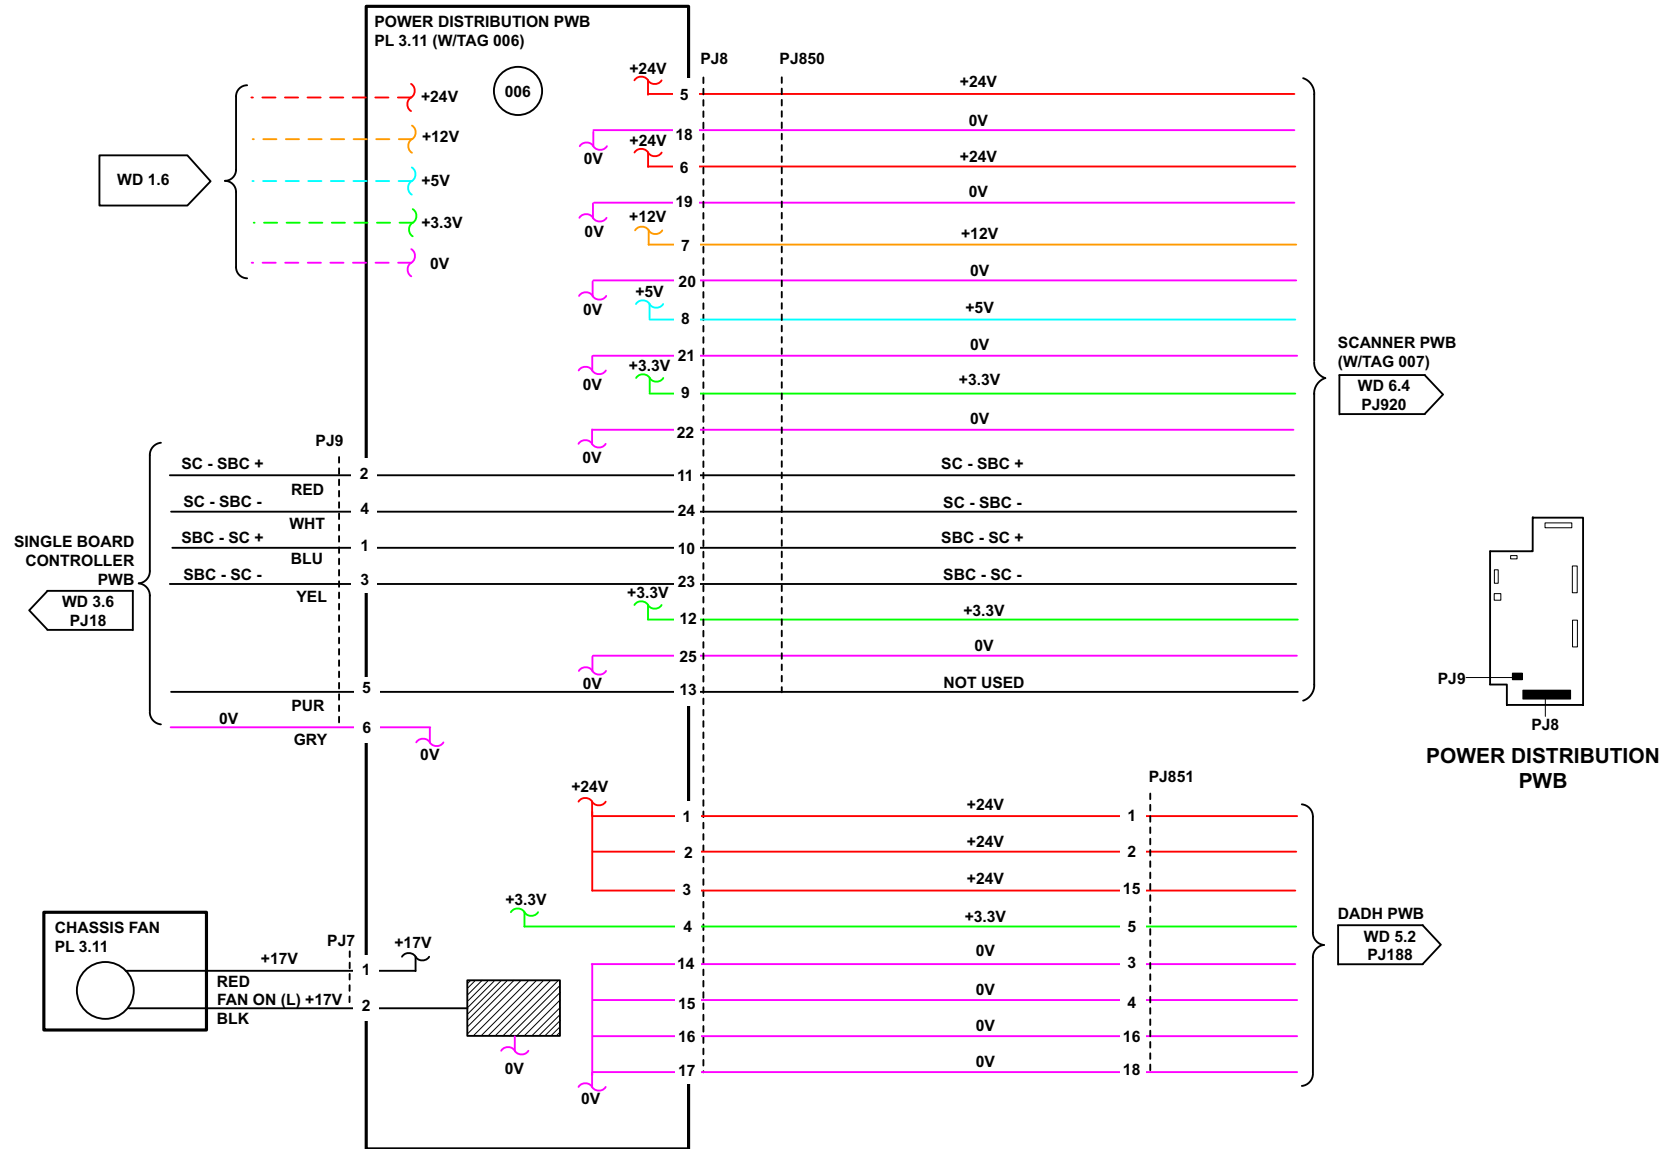 POWER DISTRIBUTION PWB
PL 3.11 (W/TAG 006)
006
WD 1.6
+24V
+12V
+5V
+3.3V
0V
PJ8
PJ850
+24V
5
+24V
18
0V
0V
+24V
6
+24V
19
0V
0V
+12V
7
+12V
20
0V
0V
+5V
8
+5V
21
0V
0V
+3.3V
9
+3.3V
22
0V
0V
SCANNER PWB
(W/TAG 007)
WD 6.4
PJ920
PJ9
SC - SBC +
RED
2
11
SC - SBC +
SC - SBC -
WHT
4
24
SC - SBC -
SBC - SC +
BLU
1
10
SBC - SC +
SBC - SC -
YEL
3
23
SBC - SC -
SINGLE BOARD
CONTROLLER
PWB
WD 3.6
PJ18
+3.3V
12
+3.3V
25
0V
0V
5
PUR
13
NOT USED
0V
GRY
6
0V
PJ9
PJ8
POWER DISTRIBUTION
PWB
PJ851
+24V
1
+24V
1
2
+24V
2
3
+24V
15
+3.3V
4
+3.3V
5
14
0V
3
15
0V
4
16
0V
16
17
0V
18
0V
DADH PWB
WD 5.2
PJ188
CHASSIS FAN
PL 3.11
PJ7
+17V
RED
1
+17V
FAN ON (L) +17V
BLK
2
0V